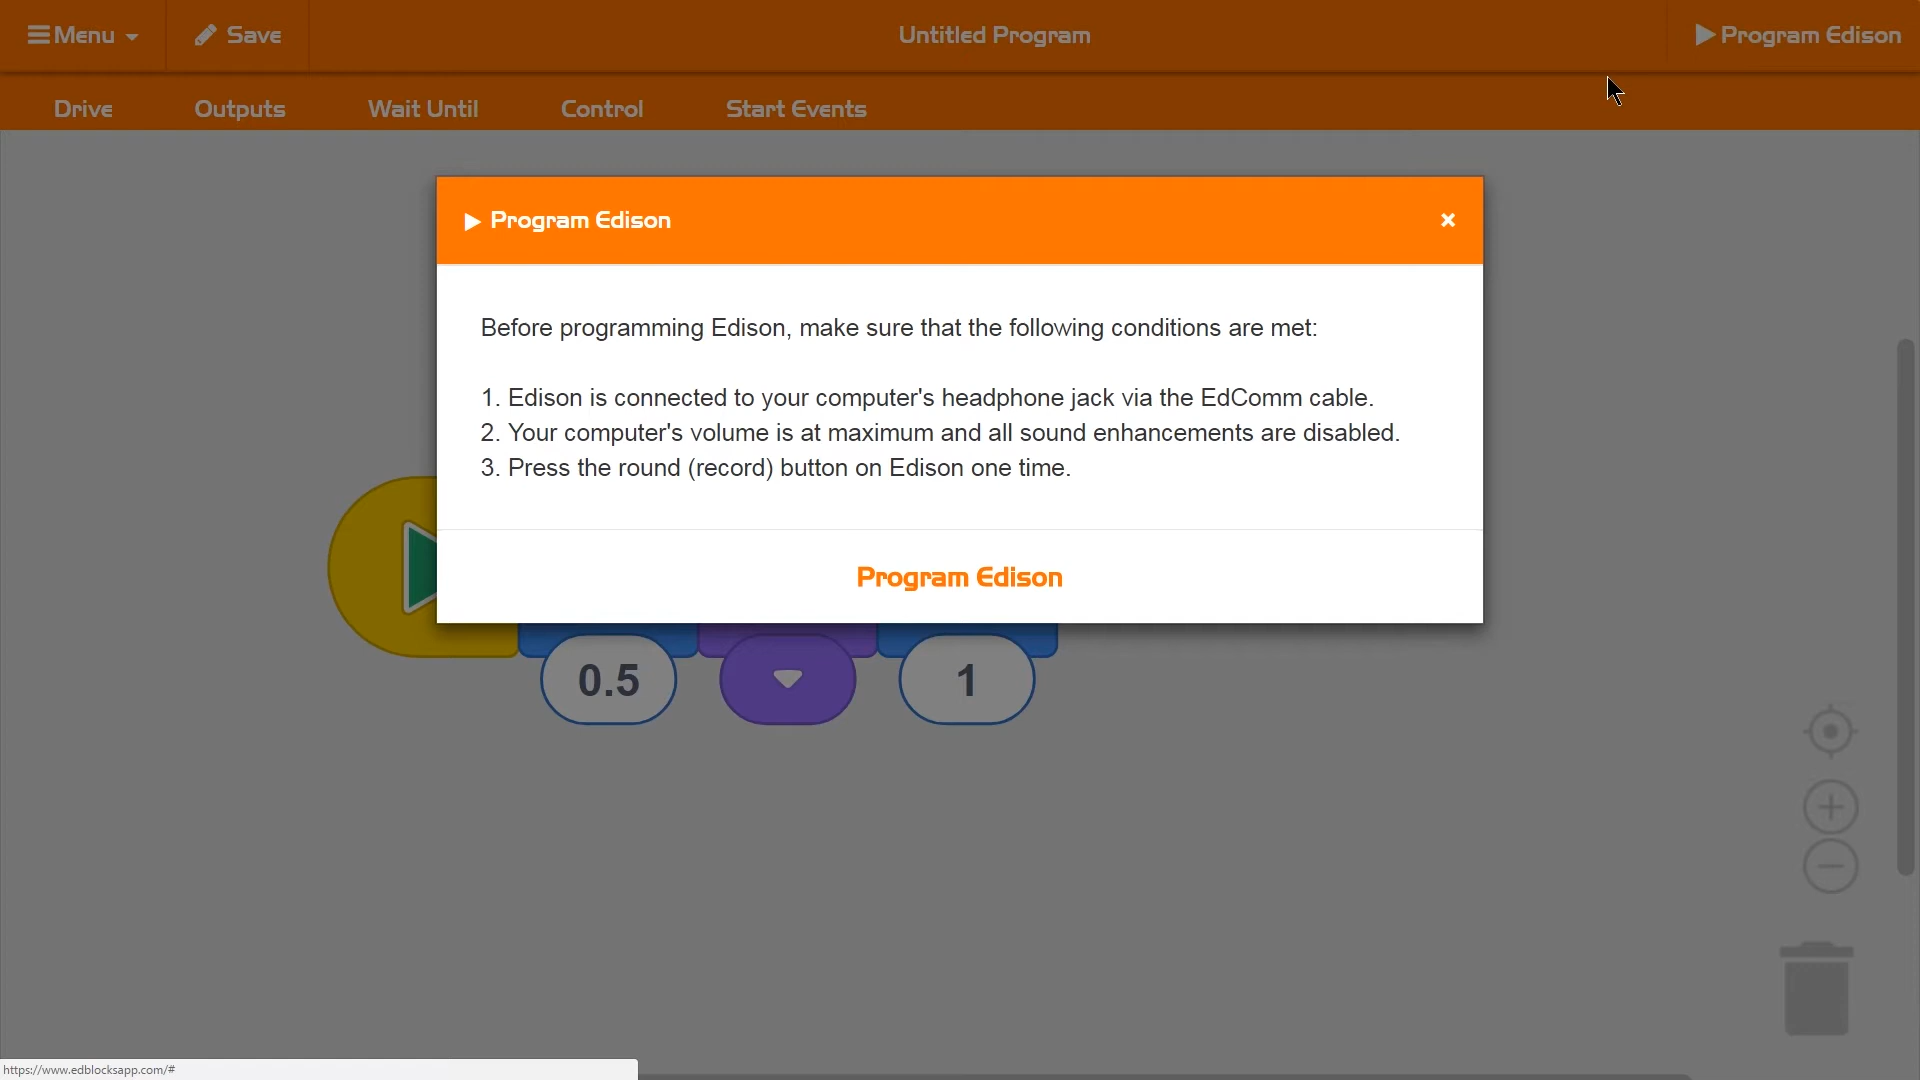 Menu
Save
Untitled Program
Program Edison
Drive
Outputs
Wait Until
Control
Start Events
Program Edison
Before programming Edison, make sure that the following conditions are met:
1. Edison is connected to your computer's headphone jack via the EdComm cable.
2. Your computer's volume is at maximum and all sound enhancements are disabled.
3. Press the round (record) button on Edison one time.
Program Edison
0.5
1
https://www.edblocksapp.com/#